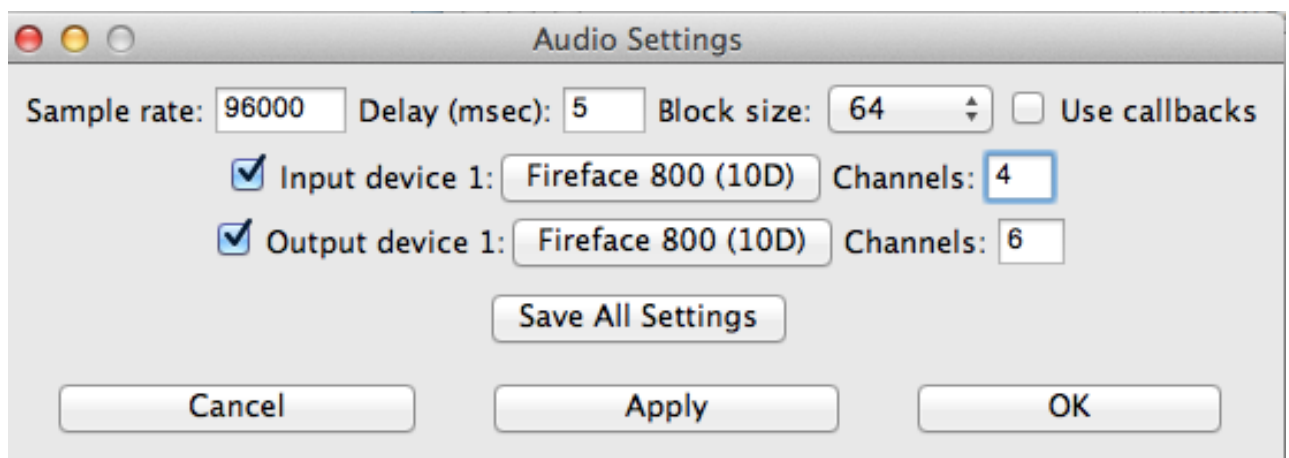 Audio Settings
Sample rate: 96000 Delay (msec): 5 Block size: 64 Use callbacks
Input device 1: Fireface 800 (10D) Channels: 4
Output device 1: Fireface 800 (10D) Channels: 6
Save All Settings
Cancel Apply OK